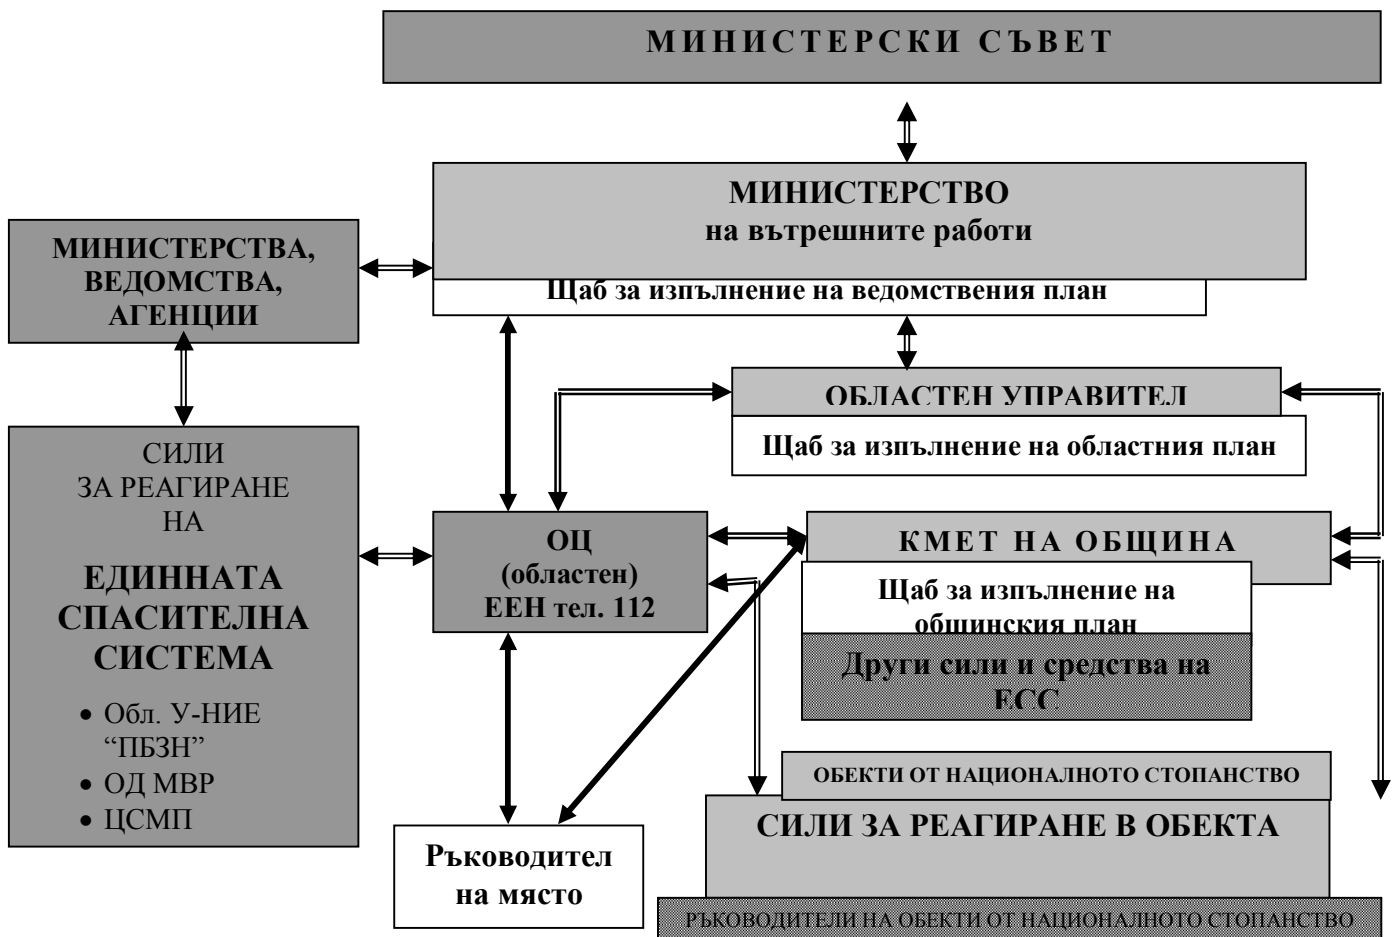 МИНИСТЕРСКИ СЪВЕТ
МИНИСТЕРСТВО
на вътрешните работи
Щаб за изпълнение на ведомствения план
МИНИСТЕРСТВА,
ВЕДОМСТВА,
АГЕНЦИИ
ОБЛАСТЕН УПРАВИТЕЛ
Щаб за изпълнение на областния план
СИЛИ
ЗА РЕАГИРАНЕ
НА
ЕДИННАТА
СПАСИТЕЛНА
СИСТЕМА
• Обл. У-НИЕ
“ПБЗН”
• ОД МВР
• ЦСМП
ОЦ
(областен)
ЕЕН тел. 112
КМЕТ НА ОБЩИНА
Щаб за изпълнение на
общинския план
Други сили и средства на
ЕСС
ОБЕКТИ ОТ НАЦИОНАЛНОТО СТОПАНСТВО
СИЛИ ЗА РЕАГИРАНЕ В ОБЕКТА
Ръководител
на място
РЪКОВОДИТЕЛИ НА ОБЕКТИ ОТ НАЦИОНАЛНОТО СТОПАНСТВО